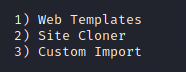 1) Web Templates
2) Site Cloner
3) Custom Import